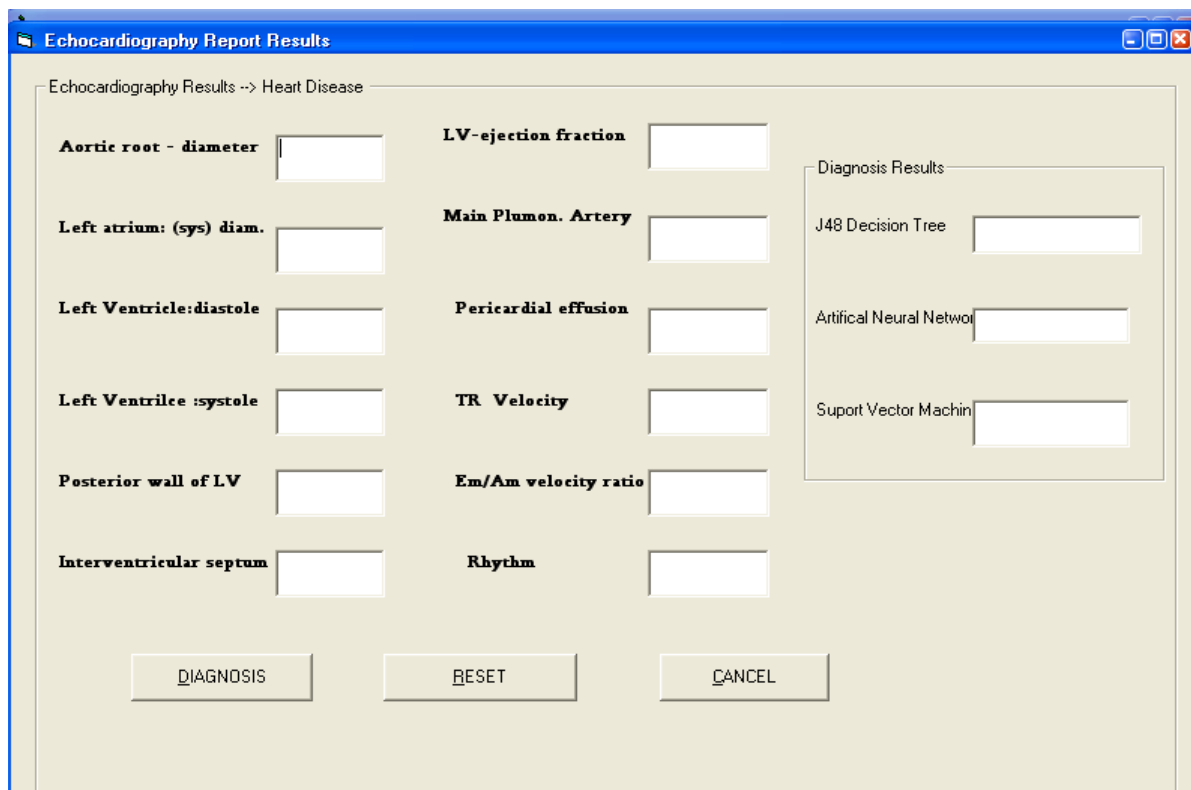 Echocardiography Report Results
Echocardiography Results --> Heart Disease
Aortic root - diameter
LV-ejection fraction
Diagnosis Results
Left atrium: (sys) diam.
Main Plumon. Artery
J48 Decision Tree
Left Ventricle:diastole
Pericardial effusion
Artifical Neural Networ
Left Ventrilce :systole
TR Velocity
Suport Vector Machin
Posterior wall of LV
Em/Am velocity ratio
Interventricular septum
Rhythm
DIAGNOSIS
RESET
CANCEL